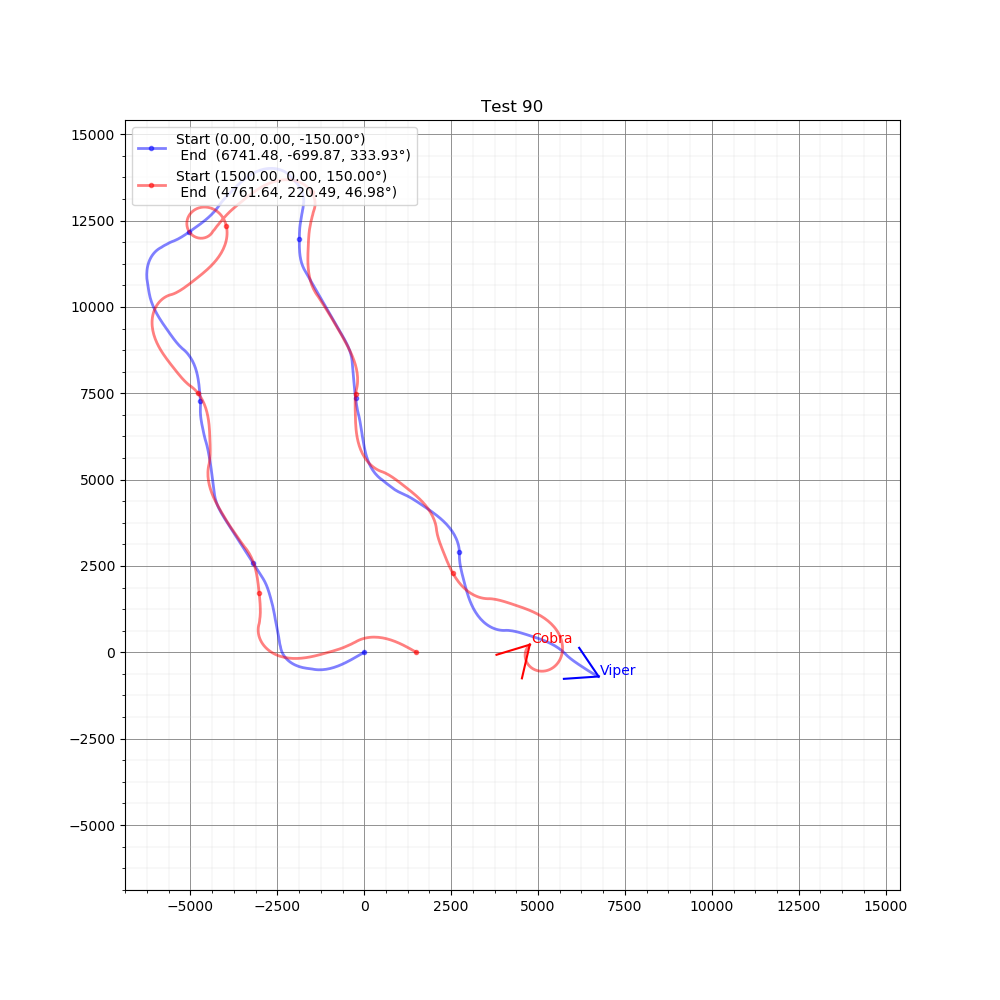 Test 90
Start (0.00, 0.00, -150.00°)
End (6741.48, -699.87, 333.93°)
Start (1500.00, 0.00, 150.00°)
End (4761.64, 220.49, 46.98°)
15000
12500
10000
7500
5000
2500
0
−2500
−5000
Cobra
Viper
−5000 −2500 0 2500 5000 7500 10000 12500 15000